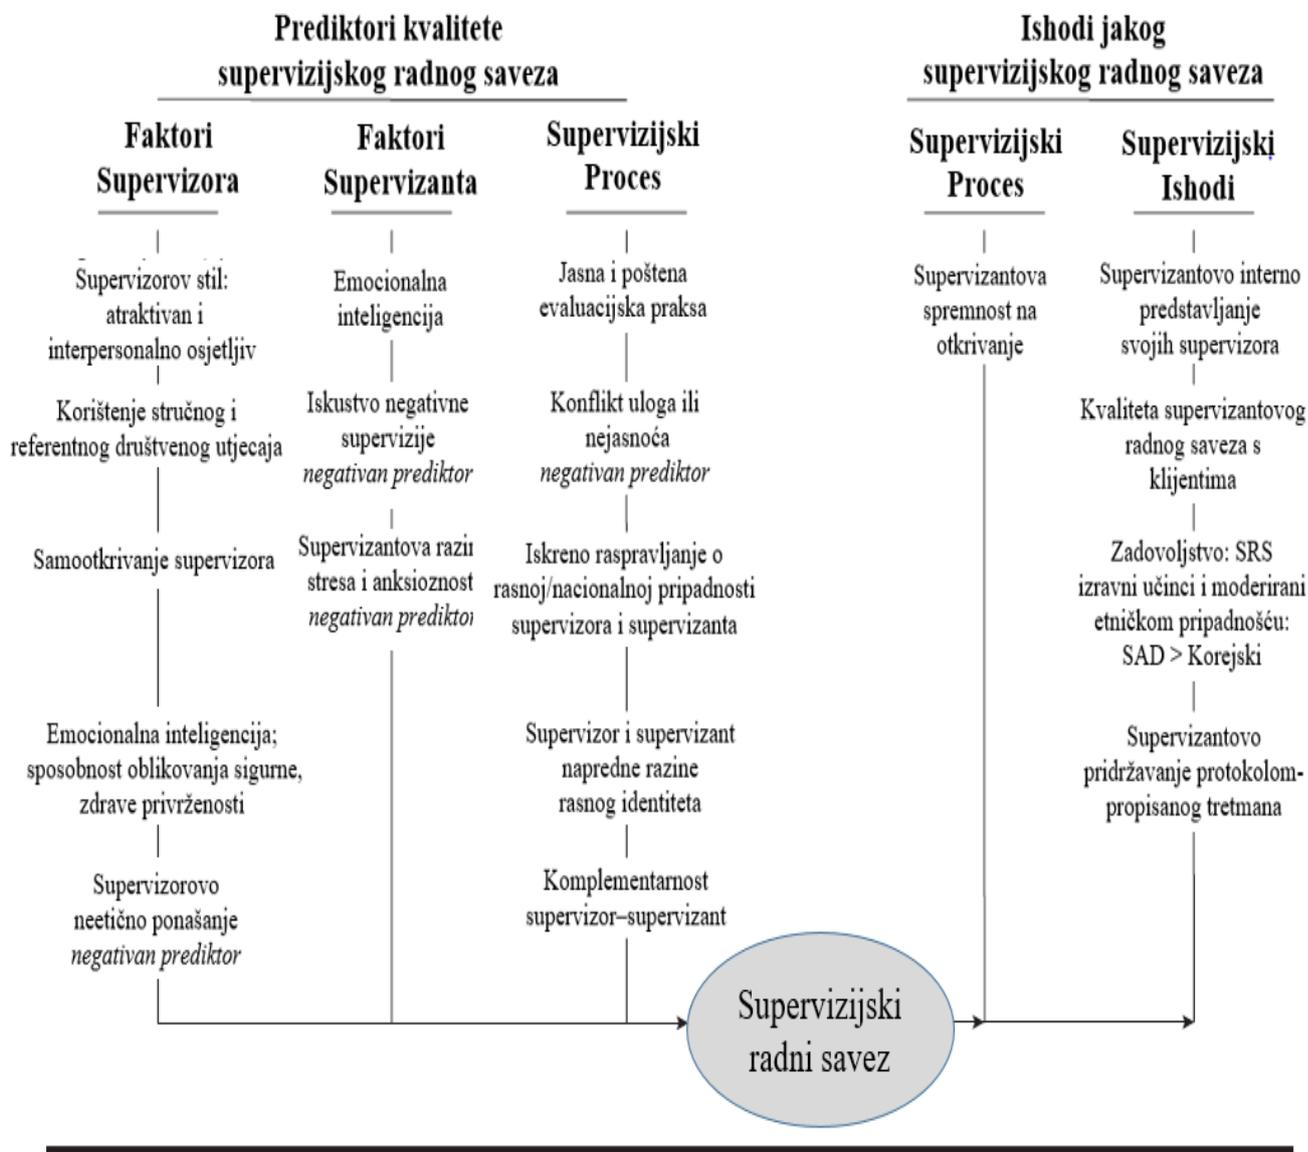 Prediktori kvalitete
supervizijskog radnog saveza
Faktori
Supervizora
Supervizorov stil:
atraktivan i
interpersonalno osjetljiv
Korištenje stručnog i
referentnog društvenog utjecaja
Samootkrivanje supervizora
Emocionalna inteligencija;
sposobnost oblikovanja sigurne,
zdrave privrženosti
Supervizorovo
neetično ponašanje
negativan prediktor
Faktori
Supervizanta
Emocionalna
inteligencija
Iskustvo negativne
supervizije
negativan prediktor
Supervizantova
stresa i
negativan
Supervizijski
Proces
Jasna i poštena
evaluacijska praksa
Konflikt uloga ili
nejasnoća
negativan prediktor
Iskreno raspravljanje o
rasnoj/nacionalnoj pripadnosti
supervizora i supervizanta
Supervizor i supervizant
napredne razine
rasnog identiteta
Komplementarnost
supervizor–supervizant
Supervizijski
radni savez
Ishodi jakog
supervizijskog radnog saveza
Supervizijski
Proces
Supervizantova
spremnost na
otkrivanje
Supervizijski
Ishodi
Supervizantovo interno
predstavljanje
svojih supervizora
Kvaliteta supervizantovog
radnog saveza s
klijentima
Zadovoljstvo: SRS
izravni učinci i moderirani
etničkom pripadnošću:
SAD > Korejski
Supervizantovo
pridržavanje protokolom-
propisanog tretmana